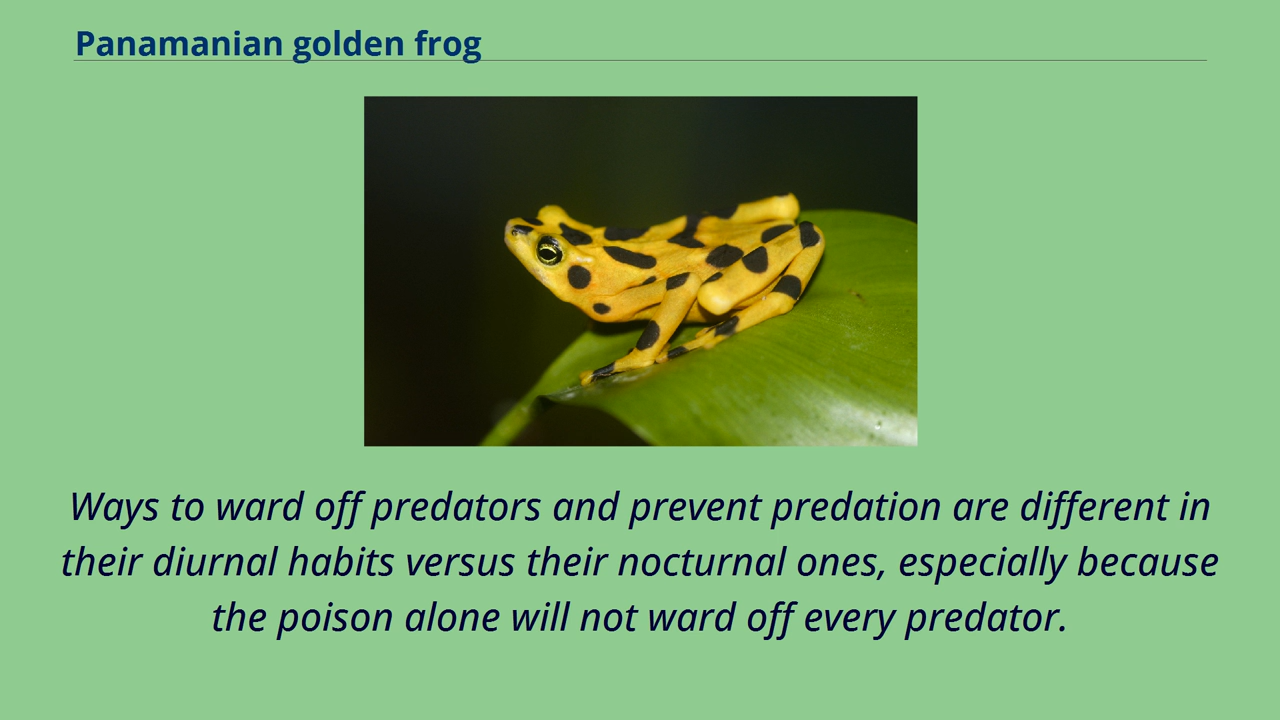 Panamanian golden frog
Ways to ward off predators and prevent predation are different in
their diurnal habits versus their nocturnal ones, especially because
the poison alone will not ward off every predator.